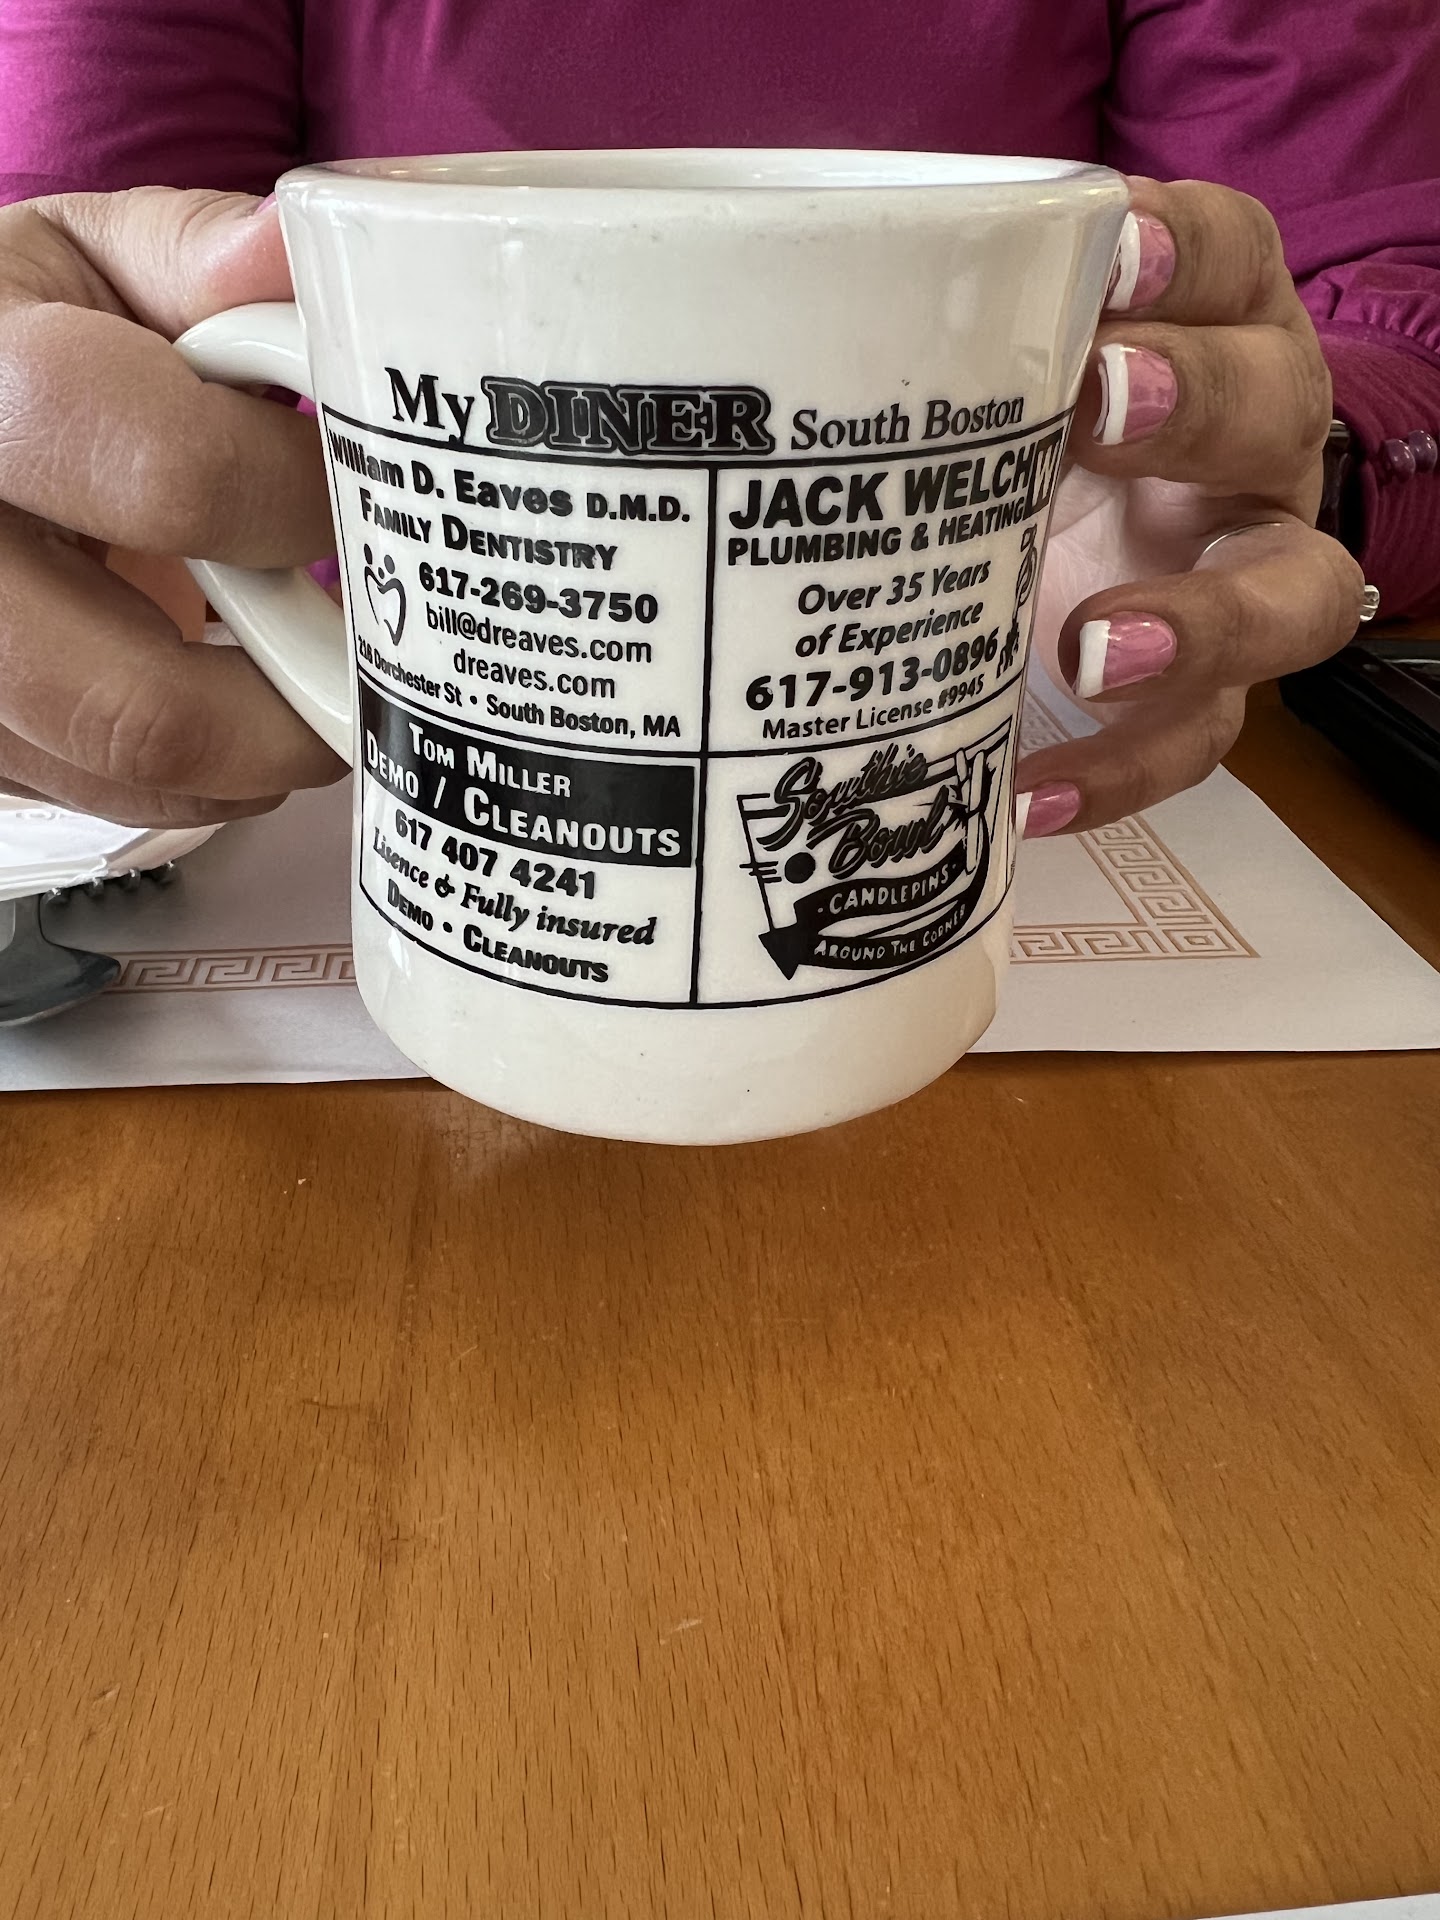 My DINER South Boston
William D. Eaves D.M.D.
FAMILY DENTISTRY
617-269-3750
bill@dreaves.com
dreaves.com
216 Dorchester St • South Boston, MA
JACK WELCH W
PLUMBING & HEATING
Over 35 Years
of Experience
617-913-0896
Master License #9945
TOM MILLER
DEMO / CLEANOUTS
617 407 4241
Lisence & Fully insured
DEMO • CLEANOUTS
Southie
Bowl
· CANDLEPINS ·
AROUND THE CORNER